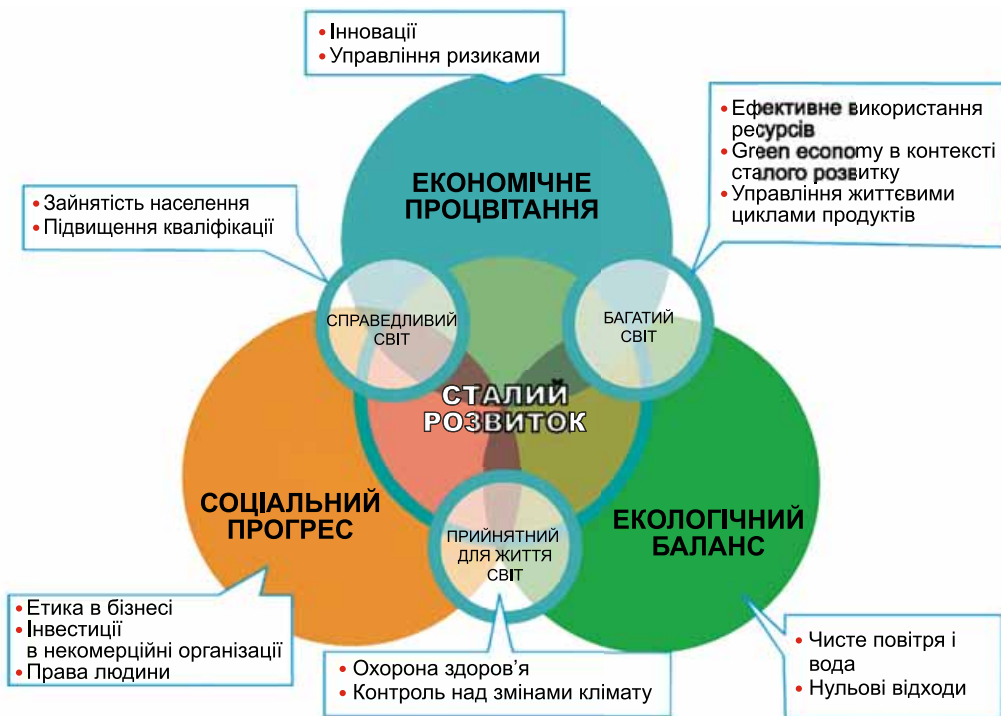 • Інновації
• Управління ризиками
• Ефективне використання
ресурсів
• Green economy в контексті
сталого розвитку
• Управління життєвими
циклами продуктів
ЕКОНОМІЧНЕ
ПРОЦВІТАННЯ
• Зайнятість населення
• Підвищення кваліфікації
СПРАВЕДЛИВИЙ
СВІТ
БАГАТИЙ
СВІТ
СТАЛИЙ
РОЗВИТОК
СОЦІАЛЬНИЙ
ПРОГРЕС
ЕКОЛОГІЧНИЙ
БАЛАНС
ПРИЙНЯТНИЙ
ДЛЯ ЖИТТЯ
СВІТ
• Етика в бізнесі
• Інвестиції
в некомерційні організації
• Права людини
• Охорона здоров’я
• Контроль над змінами клімату
• Чисте повітря і
вода
• Нульові відходи